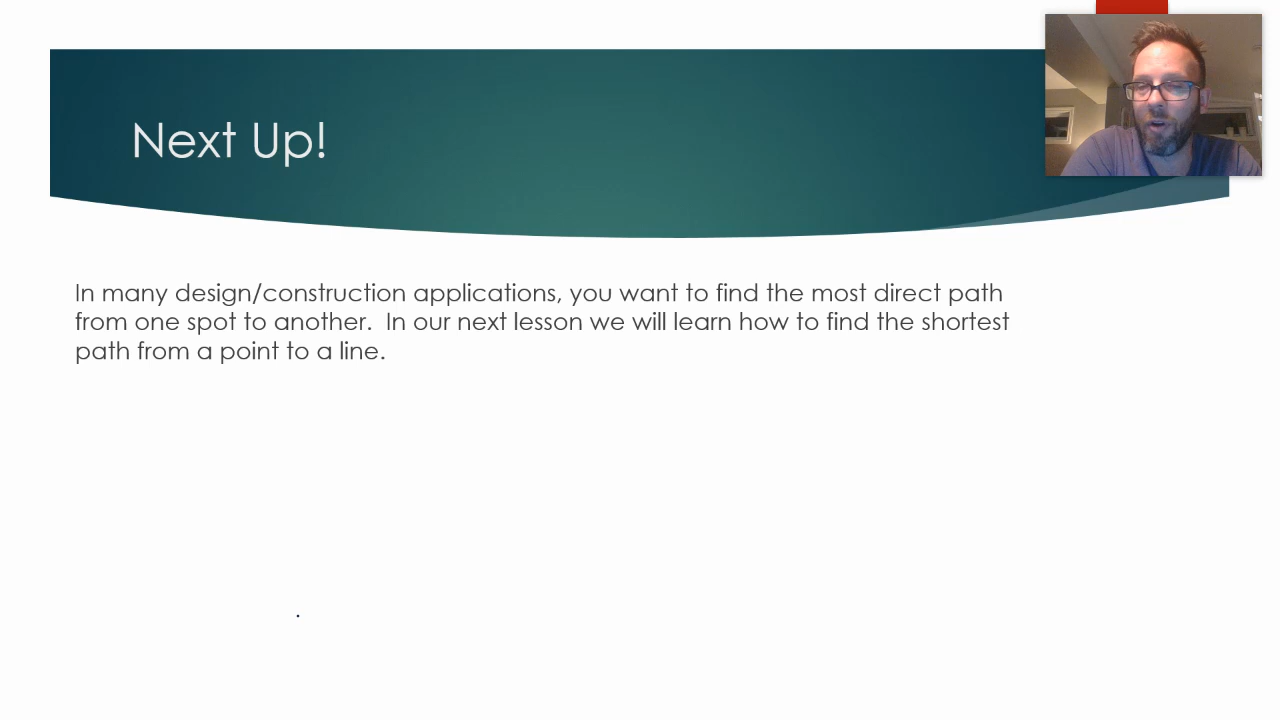 Next Up!
In many design/construction applications, you want to find the most direct path
from one spot to another.  In our next lesson we will learn how to find the shortest
path from a point to a line.